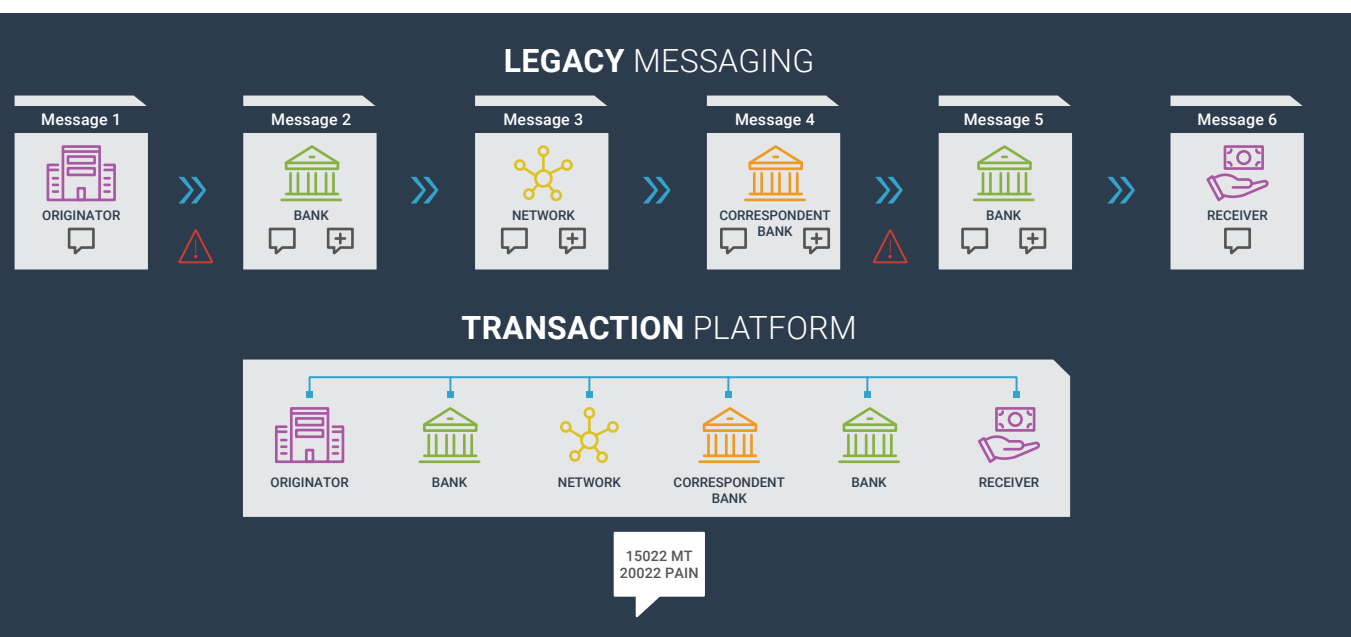 LEGACY MESSAGING
Message 1
Message 2
Message 3
Message 4
Message 5
Message 6
ORIGINATOR
BANK
NETWORK
CORRESPONDENT
BANK
BANK
RECEIVER
TRANSACTION PLATFORM
ORIGINATOR
BANK
NETWORK
CORRESPONDENT
BANK
BANK
RECEIVER
15022 MT
20022 PAIN